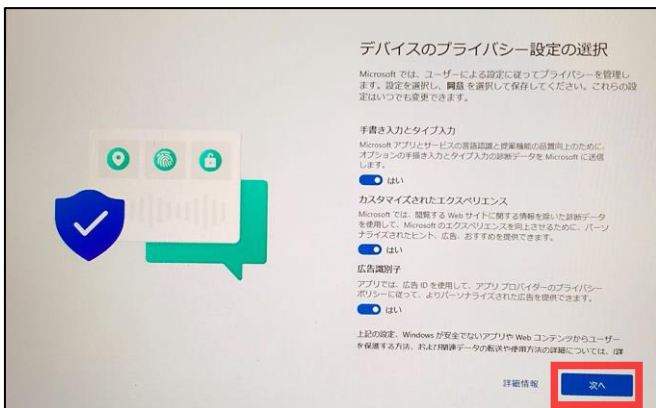 デバイスのプライバシー設定の選択
Microsoft では、ユーザーによる設定に従ってプライバシーを管理し
ます。設定を選択し、同意 を選択して保存してください。これらの設
定はいつでも変更できます。
手書き入力とタイプ入力
Microsoft アプリとサービスの言語認識と提案機能の品質向上のために、
オプションの手描き入力とタイプ入力の診断データを Microsoft に送信
します。
はい
カスタマイズされたエクスペリエンス
Microsoft では、閲覧する Web サイトに関する情報を除いた診断データ
を使用して、Microsoft のエクスペリエンスを向上させるために、パーソ
ナライズされたヒント、広告、おすすめを提供できます。
はい
広告識別子
アプリでは、広告 ID を使用して、アプリ プロバイダーのプライバシー
ポリシーに従って、よりパーソナライズされた広告を提供できます。
はい
上記の設定、Windows が安全でないアプリや Web コンテンツからユーザー
を保護する方法、および関連データの転送や使用方法の詳細については、[詳
詳細情報
次へ